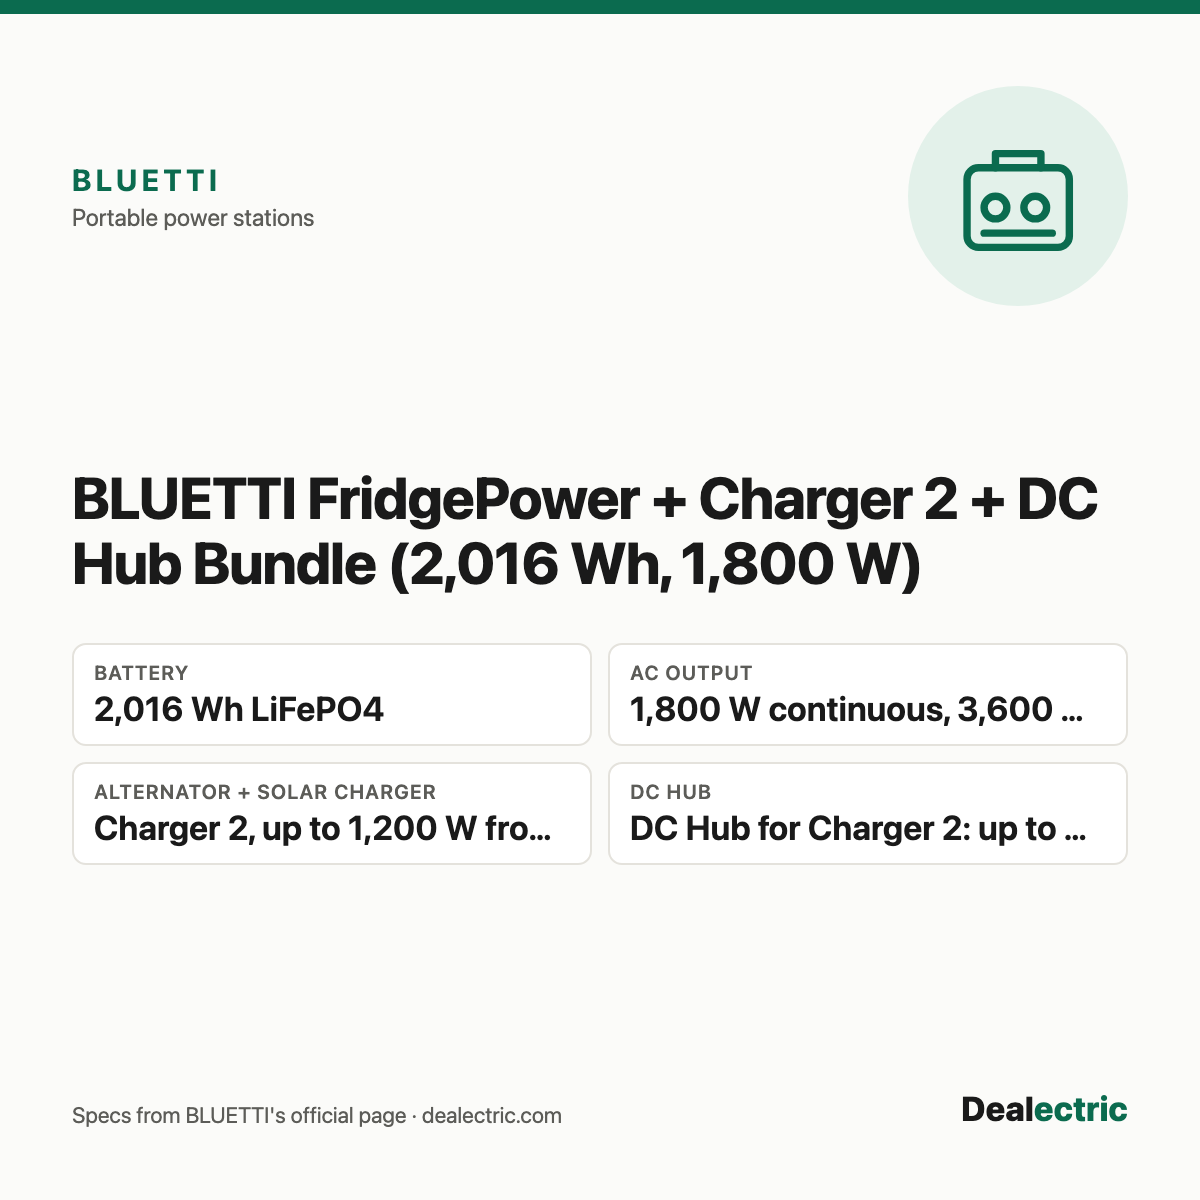 BLUETTI
Portable power stations
BLUETTI FridgePower + Charger 2 + DC
Hub Bundle (2,016 Wh, 1,800 W)
BATTERY
2,016 Wh LiFePO4
AC OUTPUT
1,800 W continuous, 3,600 ...
ALTERNATOR + SOLAR CHARGER
Charger 2, up to 1,200 W fro...
DC HUB
DC Hub for Charger 2: up to ...
Specs from BLUETTI's official page · dealectric.com
Dealectric